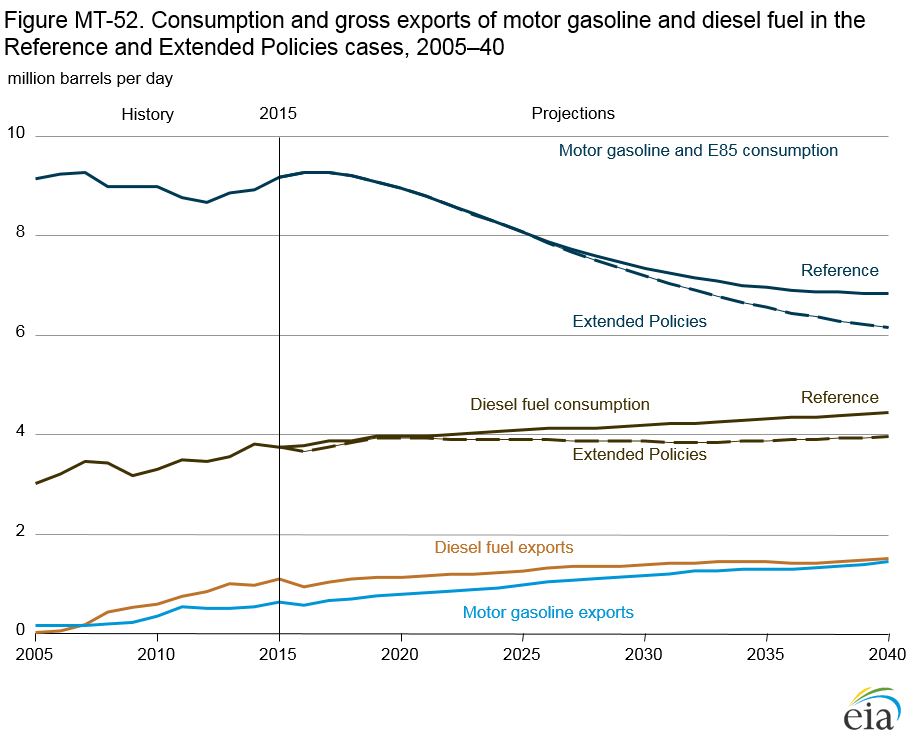 Figure MT-52. Consumption and gross exports of motor gasoline and diesel fuel in the
Reference and Extended Policies cases, 2005–40
million barrels per day
History 2015 Projections
10
Motor gasoline and E85 consumption
8
Reference
Extended Policies
6
Reference
Diesel fuel consumption
4
Extended Policies
2
Diesel fuel exports
Motor gasoline exports
0
2005 2010 2015 2020 2025 2030 2035 2040
eia